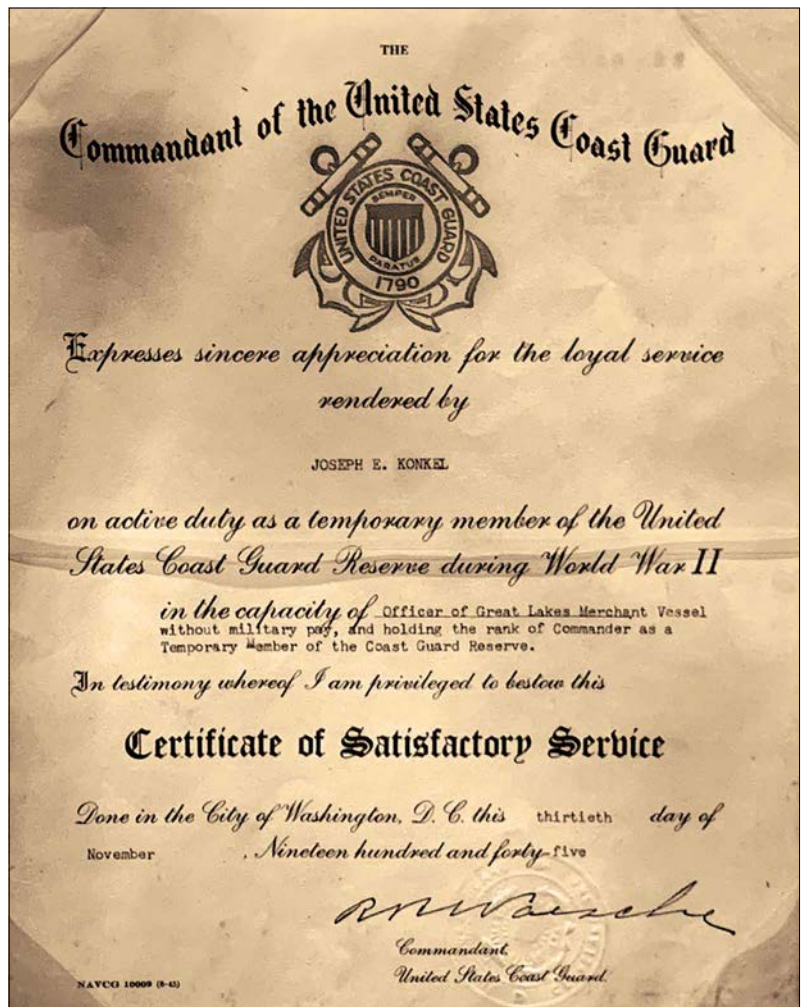 THE
Commandant of the United States Coast Guard
UNITED STATES COAST GUARD
SEMPER
PARATUS
1790
Expresses sincere appreciation for the loyal service
rendered by
JOSEPH E. KONKEL
on active duty as a temporary member of the United
States Coast Guard Reserve during World War II
in the capacity of Officer of Great Lakes Merchant Vessel
without military pay, and holding the rank of Commander as a
Temporary Member of the Coast Guard Reserve.
In testimony whereof I am privileged to bestow this
Certificate of Satisfactory Service
Done in the City of Washington, D. C. this thirtieth day of
November , Nineteen hundred and forty-five
R R Waesche
Commandant,
United States Coast Guard.
NAVCG 10009 (8-45)